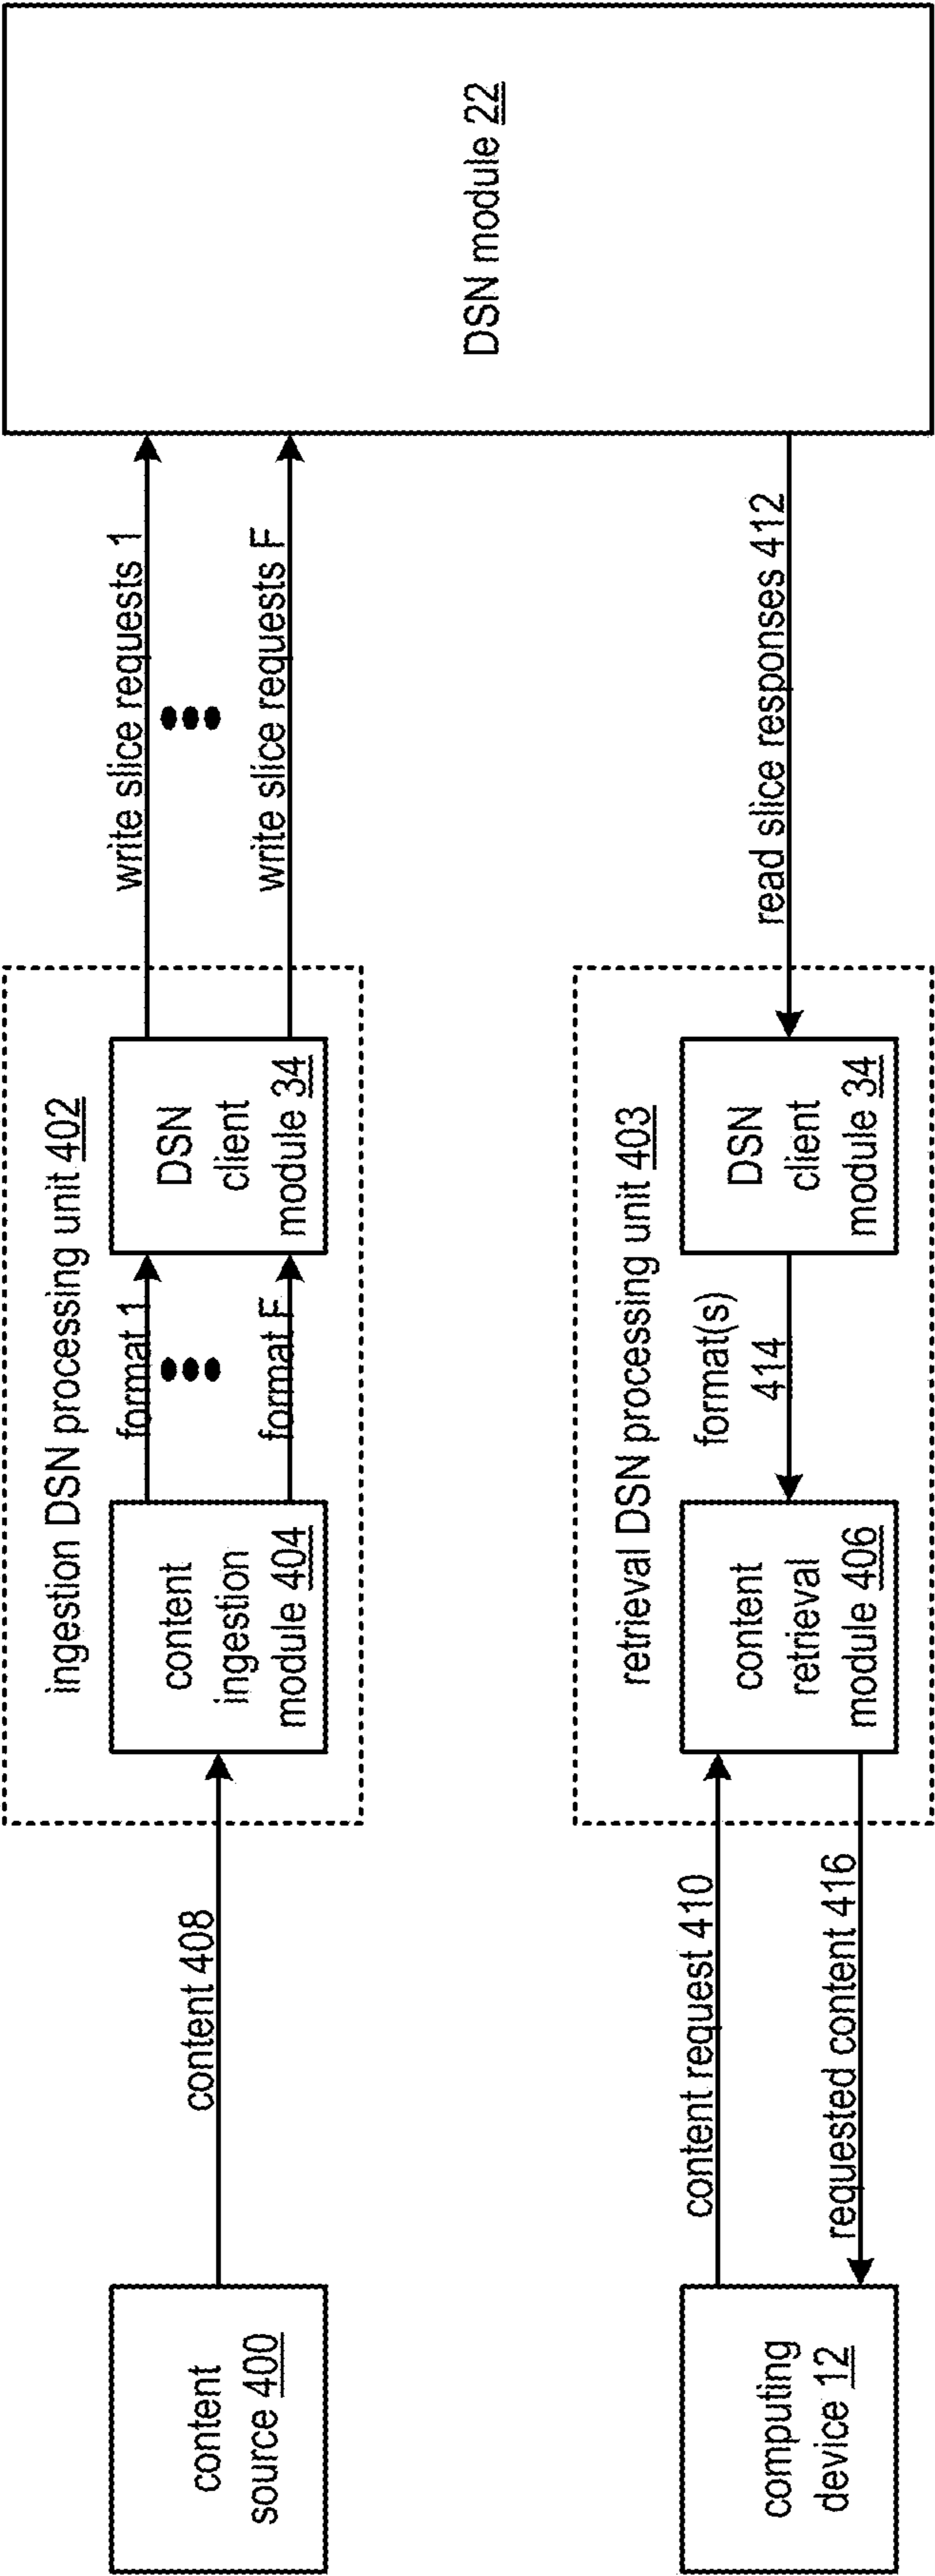 content
source 400
content 408
ingestion DSN processing unit 402
content
ingestion
module 404
format 1
format F
DSN
client
module 34
write slice requests 1
write slice requests F
DSN module 22
computing
device 12
content request 410
requested content 416
retrieval DSN processing unit 403
content
retrieval
module 406
format(s)
414
DSN
client
module 34
read slice responses 412